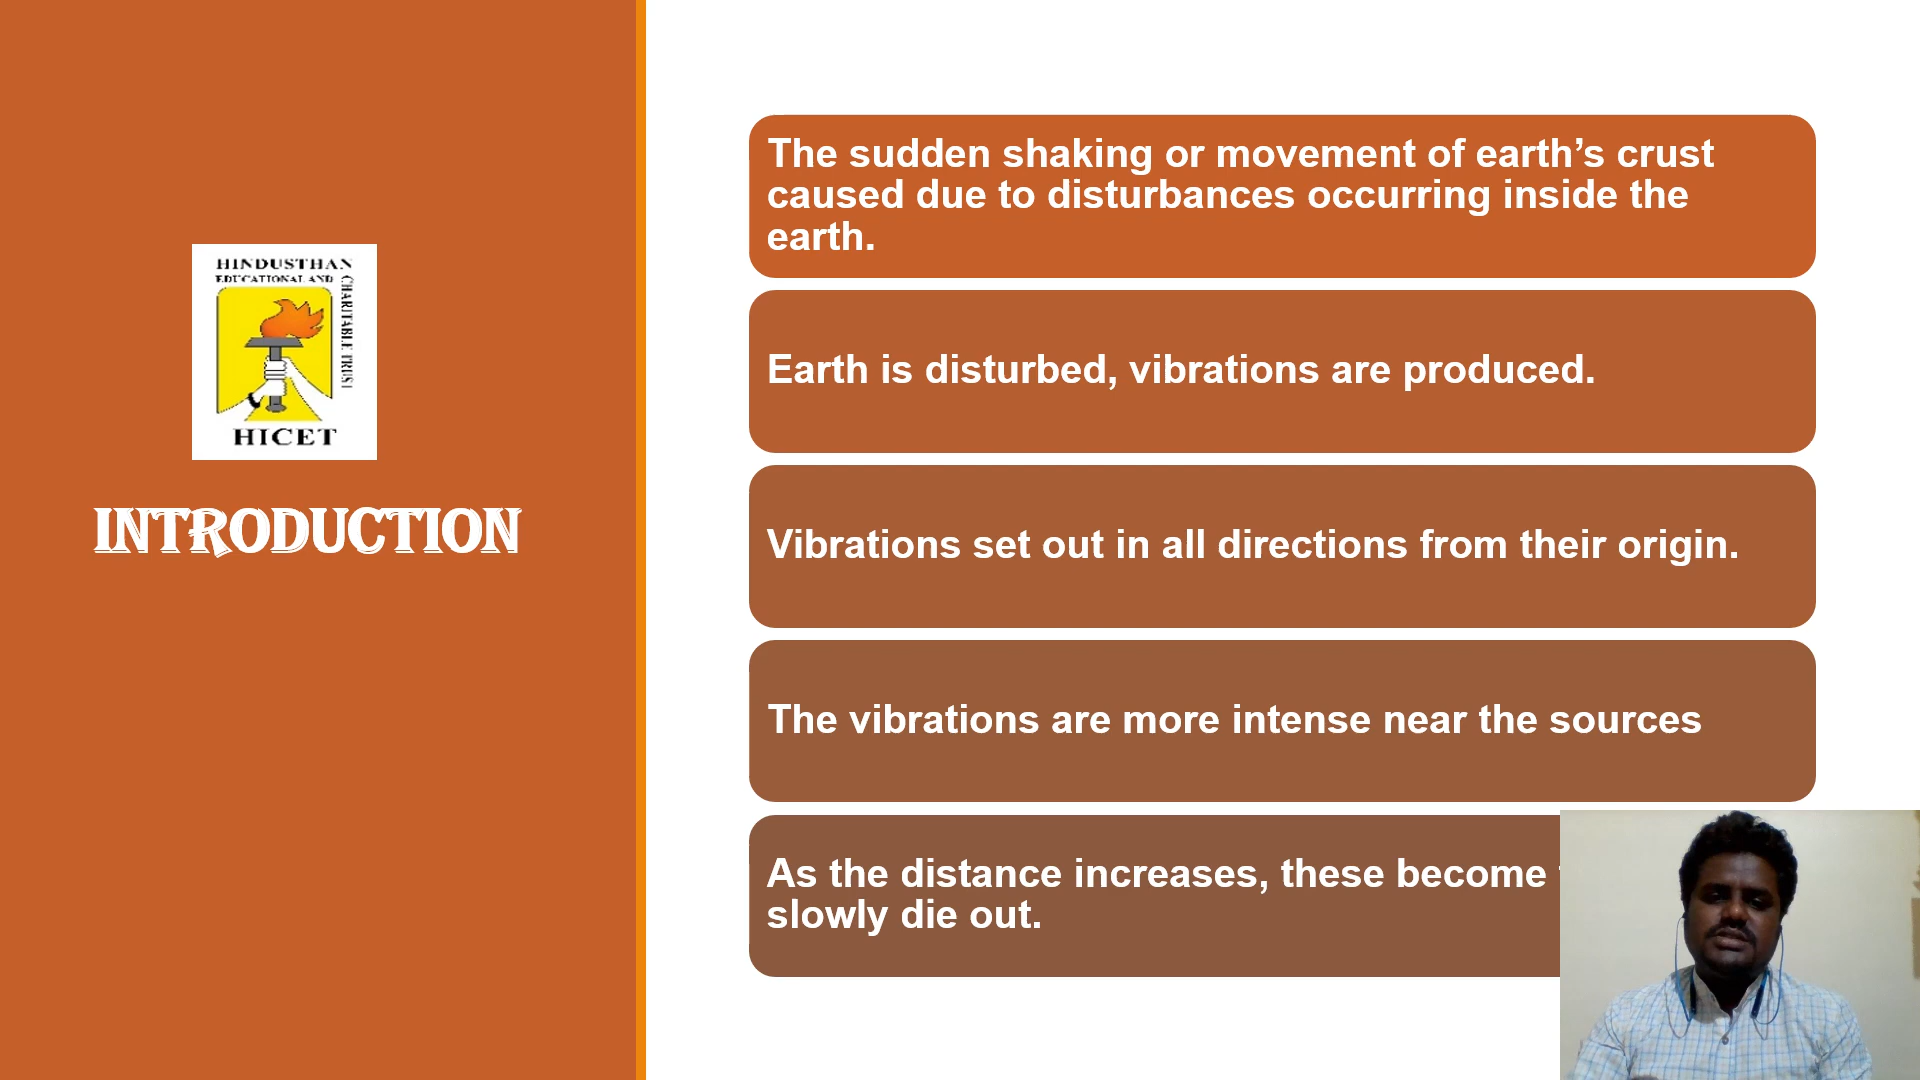 HINDUSTHAN
EDUCATIONAL AND
CHARITABLE TRUST
HICET
INTRODUCTION
The sudden shaking or movement of earth’s crust
caused due to disturbances occurring inside the
earth.
Earth is disturbed, vibrations are produced.
Vibrations set out in all directions from their origin.
The vibrations are more intense near the sources
As the distance increases, these become
slowly die out.